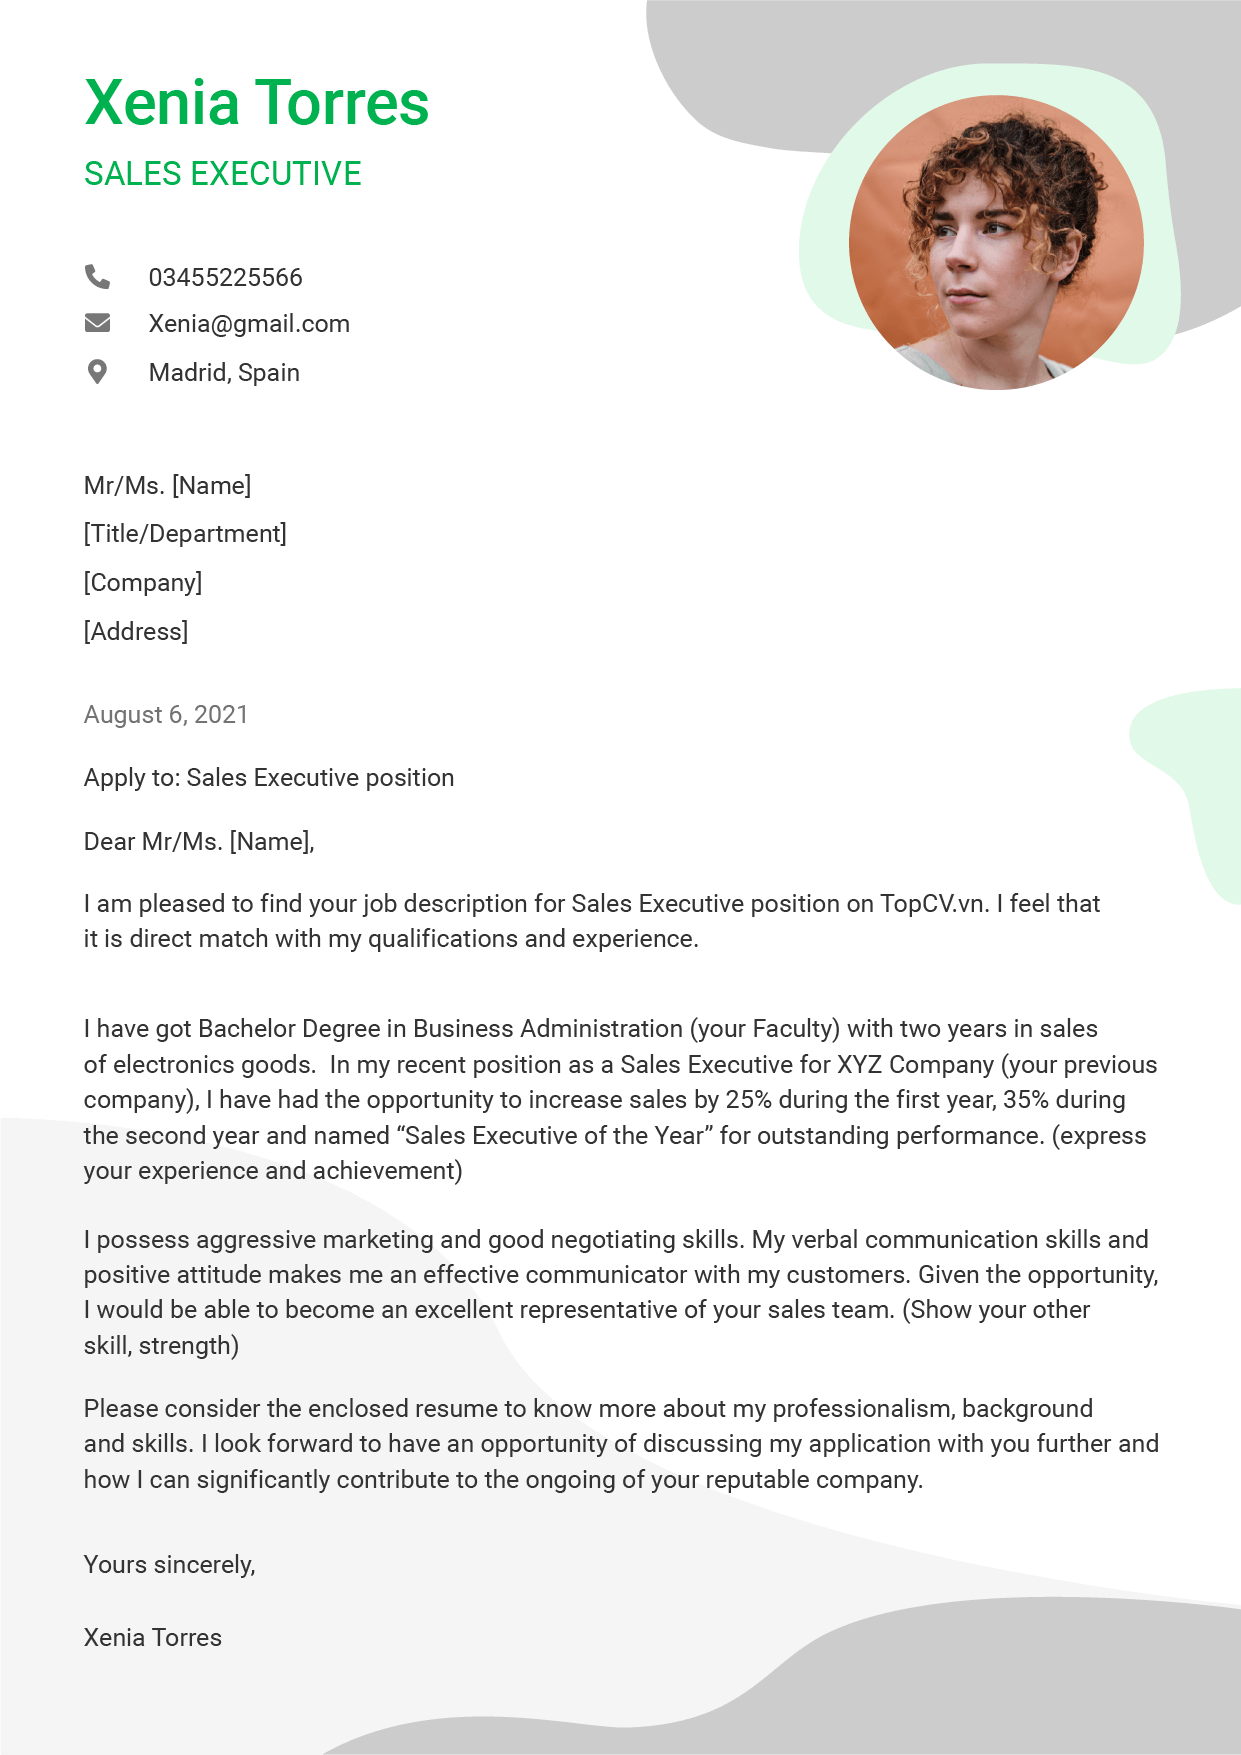 Xenia Torres
SALES EXECUTIVE
03455225566
Xenia@gmail.com
Madrid, Spain
Mr/Ms. [Name]
[Title/Department]
[Company]
[Address]
August 6, 2021
Apply to: Sales Executive position
Dear Mr/Ms. [Name],
I am pleased to find your job description for Sales Executive position on TopCV.vn. I feel that
it is direct match with my qualifications and experience.
I have got Bachelor Degree in Business Administration (your Faculty) with two years in sales
of electronics goods.  In my recent position as a Sales Executive for XYZ Company (your previous
company), I have had the opportunity to increase sales by 25% during the first year, 35% during
the second year and named “Sales Executive of the Year” for outstanding performance. (express
your experience and achievement)
I possess aggressive marketing and good negotiating skills. My verbal communication skills and
positive attitude makes me an effective communicator with my customers. Given the opportunity,
I would be able to become an excellent representative of your sales team. (Show your other
skill, strength)
Please consider the enclosed resume to know more about my professionalism, background
and skills. I look forward to have an opportunity of discussing my application with you further and
how I can significantly contribute to the ongoing of your reputable company.
Yours sincerely,
Xenia Torres